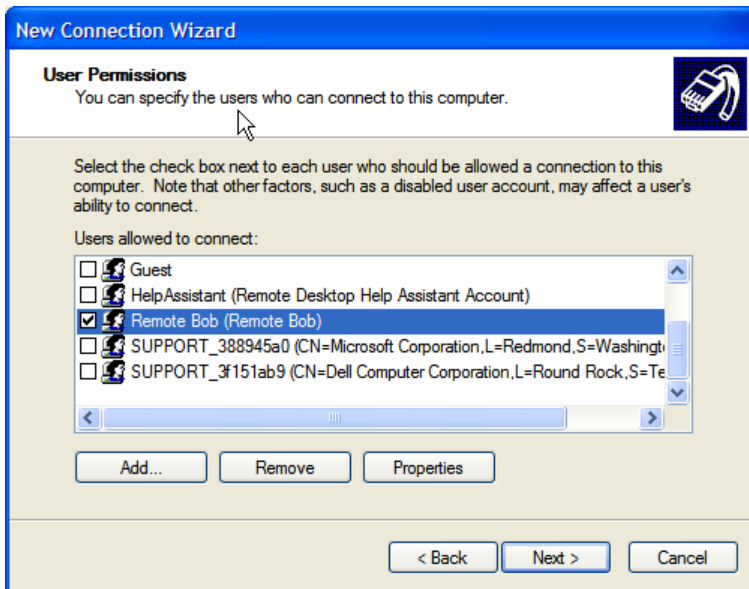 New Connection Wizard
User Permissions
You can specify the users who can connect to this computer.
Select the check box next to each user who should be allowed a connection to this
computer. Note that other factors, such as a disabled user account, may affect a user's
ability to connect.
Users allowed to connect:
Guest
HelpAssistant (Remote Desktop Help Assistant Account)
Remote Bob (Remote Bob)
SUPPORT_388945a0 (CN=Microsoft Corporation,L=Redmond,S=Washingt
SUPPORT_3f151ab9 (CN=Dell Computer Corporation,L=Round Rock,S=Te
Add... Remove Properties
< Back Next > Cancel